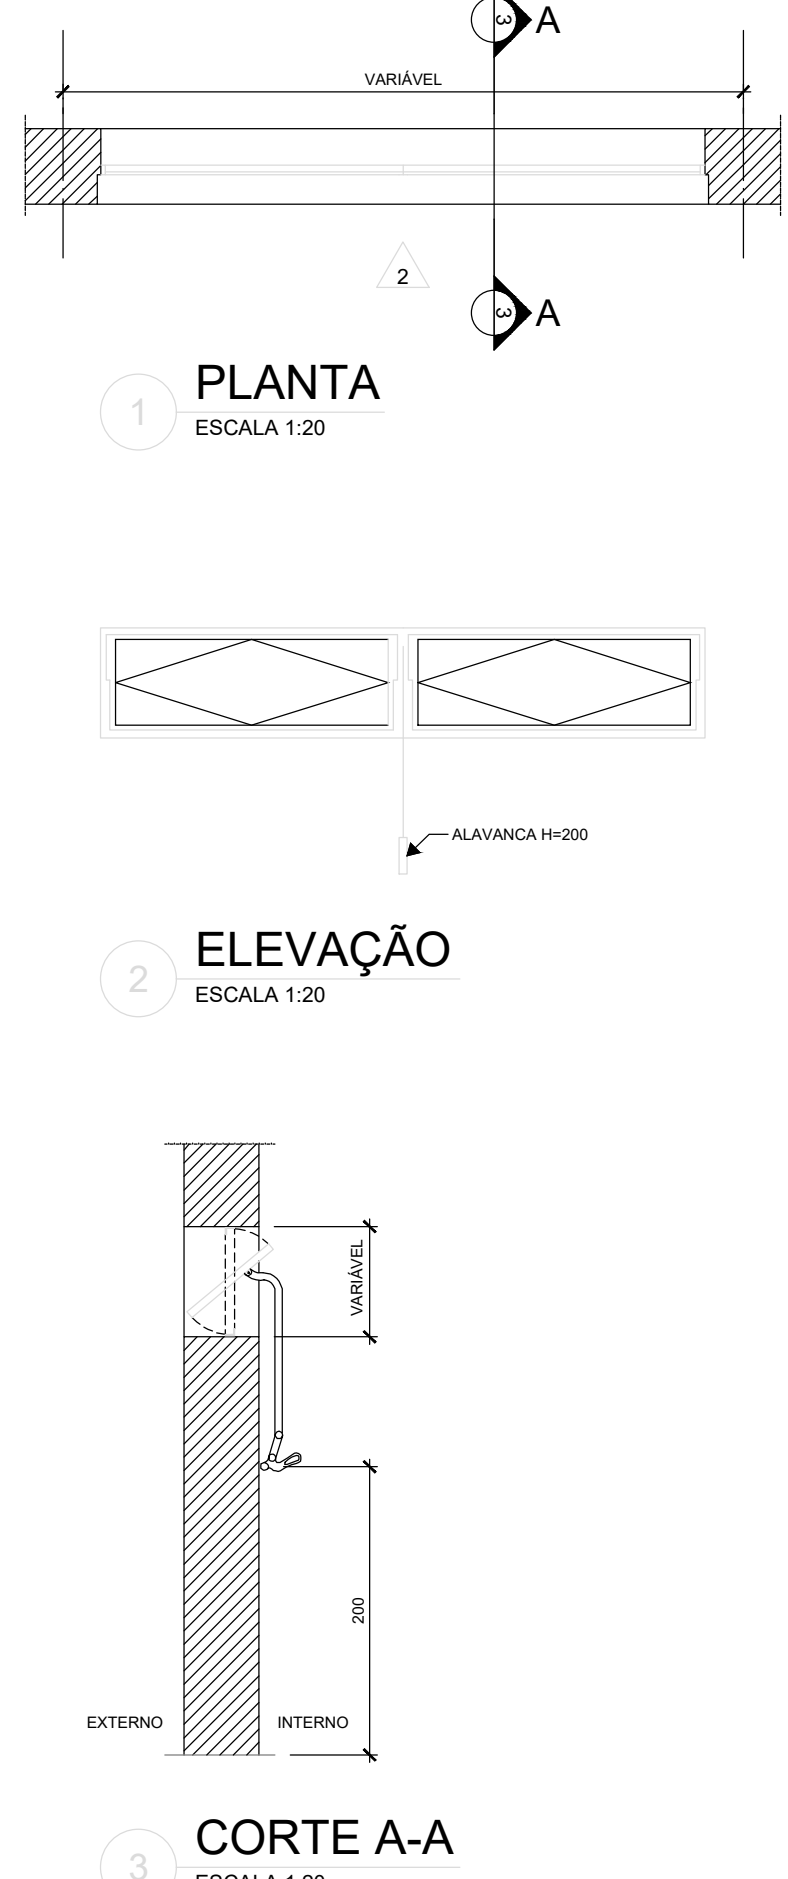 3 A
VARIÁVEL
2
3 A
1 PLANTA
ESCALA 1:20
ALAVANCA H=200
2 ELEVAÇÃO
ESCALA 1:20
VARIÁVEL
200
EXTERNO INTERNO
3 CORTE A-A